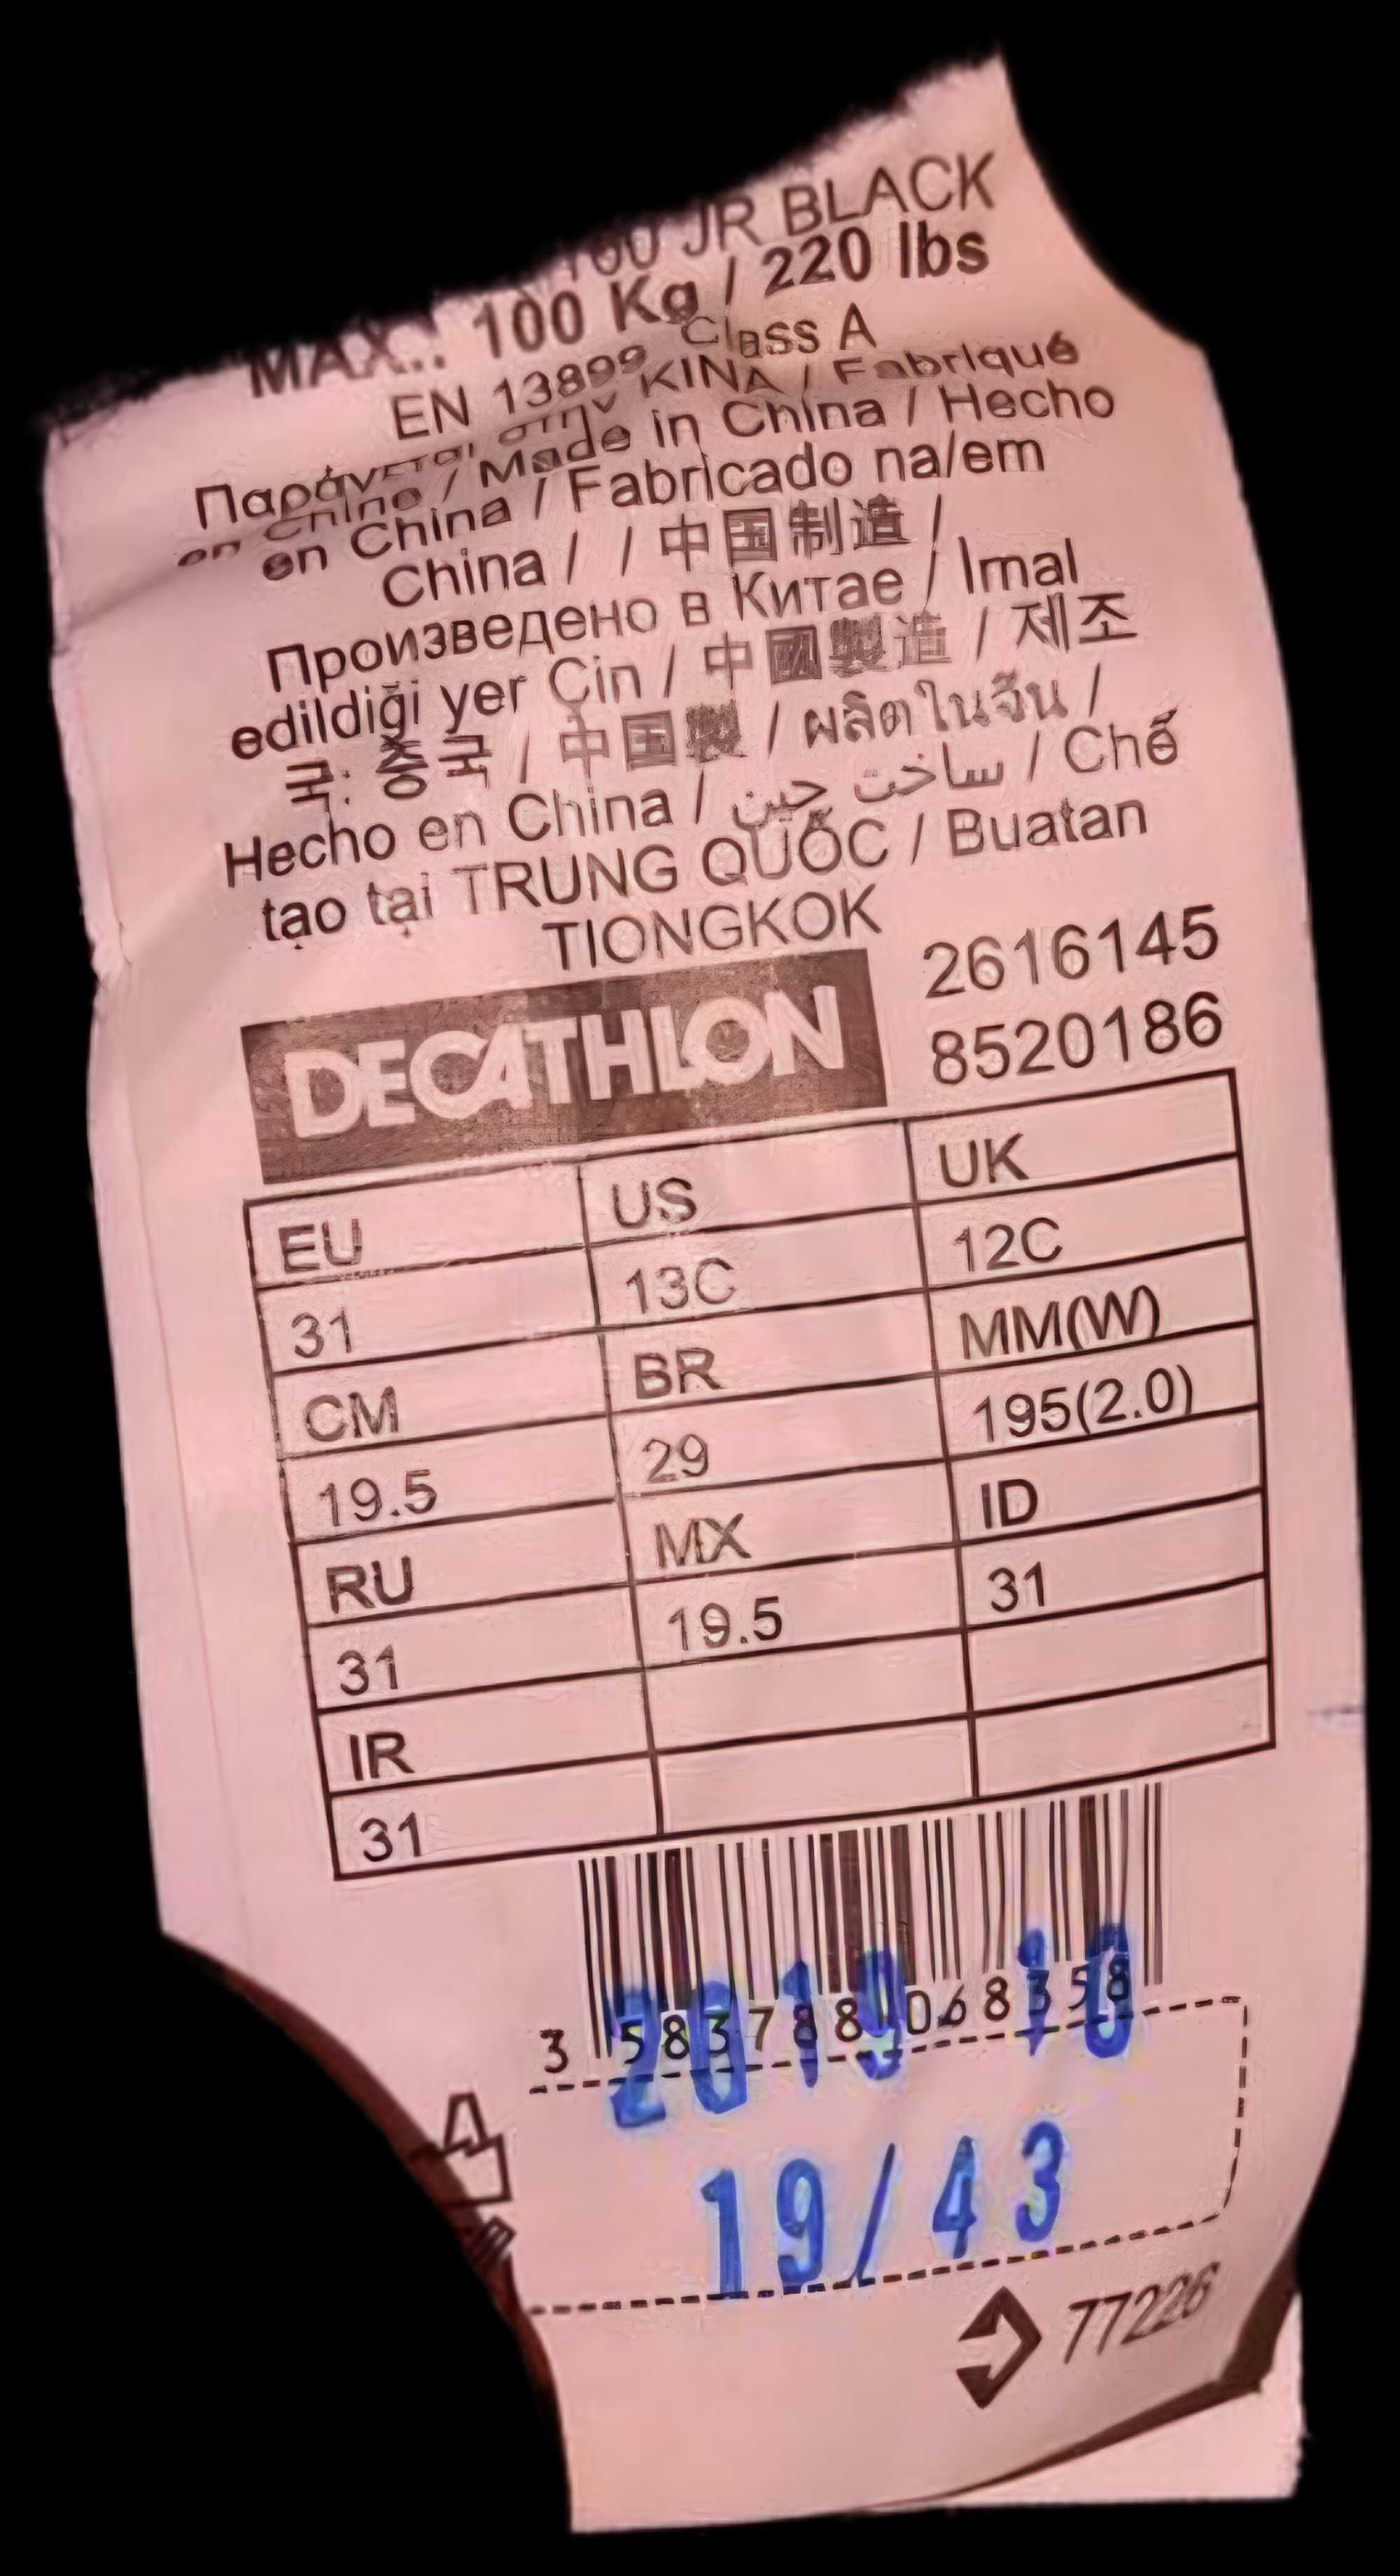 100 JR BLACK
MAX.: 100 Kg / 220 lbs
EN 13899 Class A
Παράγεται στην ΚΙΝΑ / Fabriqué
en Chine / Made in China / Hecho
en China / Fabricado na/em
China / / 中国制造 /
Произведено в Китае / Imal
edildiği yer Çin / 中國製造 / 제조
국: 중국 / 中国製 / ผลิตในจีน /
Hecho en China / ساخت چین / Chế
tạo tại TRUNG QUỐC / Buatan
TIONGKOK
2616145
DECATHLON
8520186
EU US UK
31 13C 12C
CM BR MM(W)
19.5 29 195(2.0)
RU MX ID
31 19.5 31
IR
31
3 583788 068358
2019 10
19/43
77226